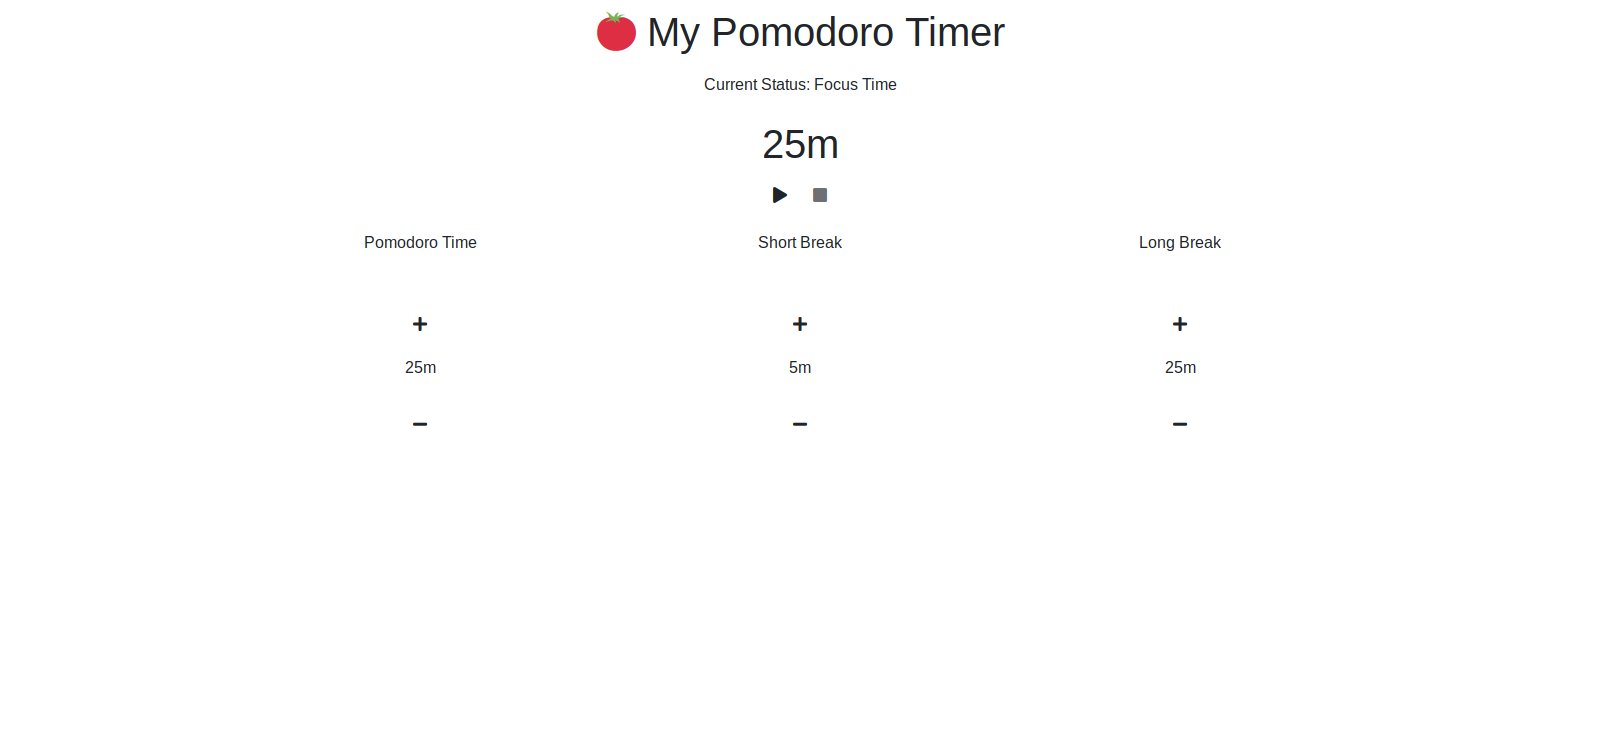 My Pomodoro Timer
Current Status: Focus Time
25m
Pomodoro Time
Short Break
Long Break
25m
5m
25m